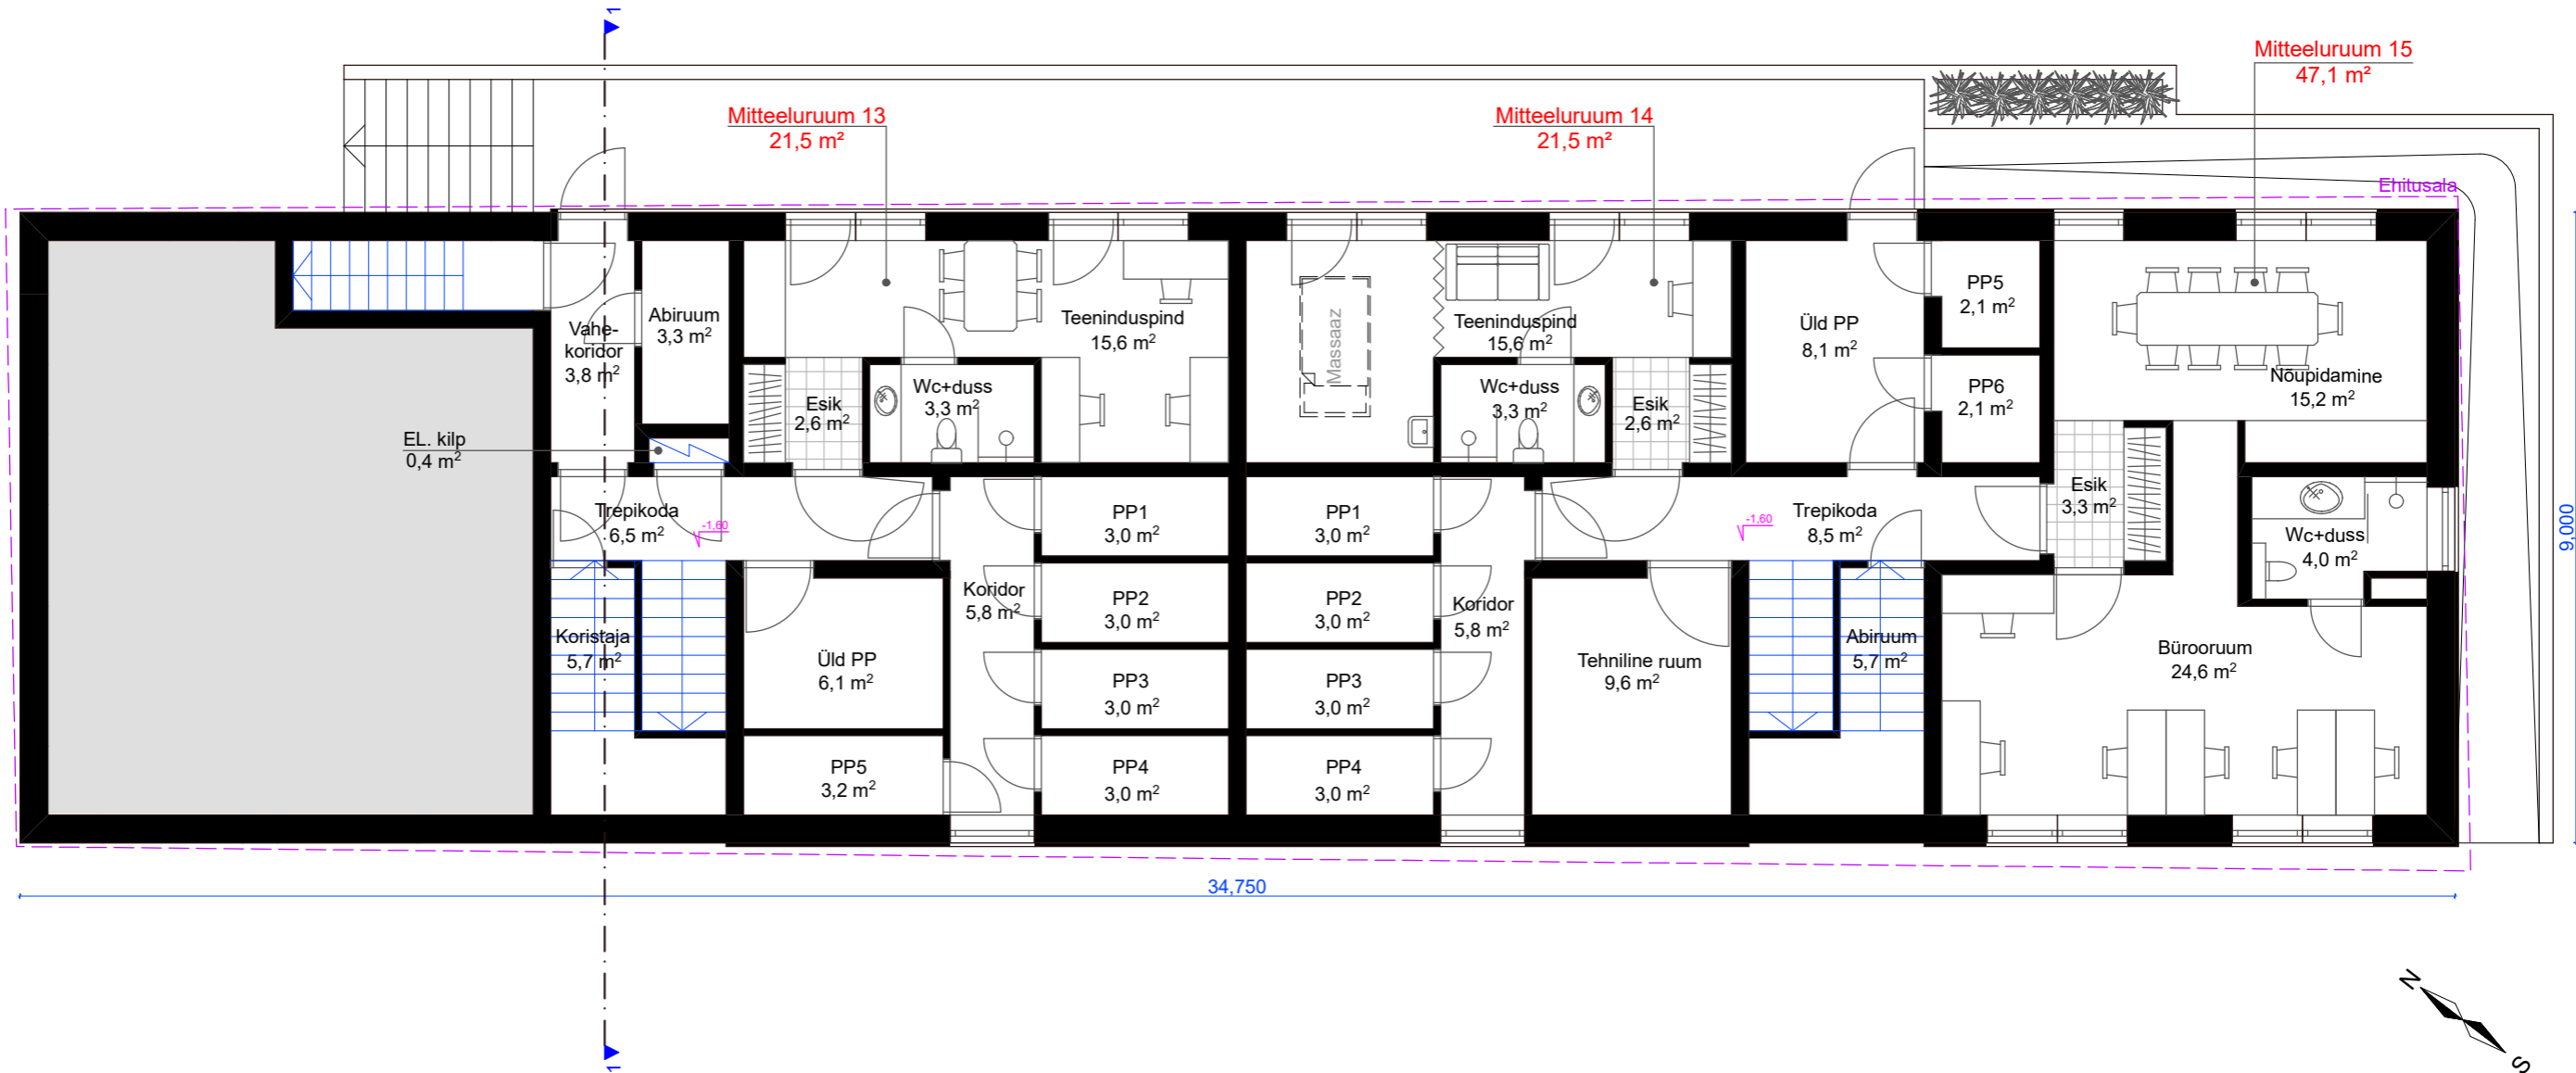 1
Mitteeluruum 15
47,1 m²
Mitteeluruum 13
21,5 m²
Mitteeluruum 14
21,5 m²
Ehitusala
Vahe-
koridor
3,8 m²
Abiruum
3,3 m²
Teeninduspind
15,6 m²
Massaaz
Teeninduspind
15,6 m²
Üld PP
8,1 m²
PP5
2,1 m²
PP6
2,1 m²
Nõupidamine
15,2 m²
Esik
2,6 m²
Wc+duss
3,3 m²
Wc+duss
3,3 m²
Esik
2,6 m²
EL. kilp
0,4 m²
Trepikoda
6,5 m²
-1,60
PP1
3,0 m²
PP1
3,0 m²
-1,60
Trepikoda
8,5 m²
Esik
3,3 m²
Wc+duss
4,0 m²
9,000
Koristaja
5,7 m²
Üld PP
6,1 m²
Koridor
5,8 m²
PP2
3,0 m²
PP2
3,0 m²
Koridor
5,8 m²
Tehniline ruum
9,6 m²
Abiruum
5,7 m²
Bürooruum
24,6 m²
PP3
3,0 m²
PP3
3,0 m²
PP5
3,2 m²
PP4
3,0 m²
PP4
3,0 m²
34,750
N
S
1